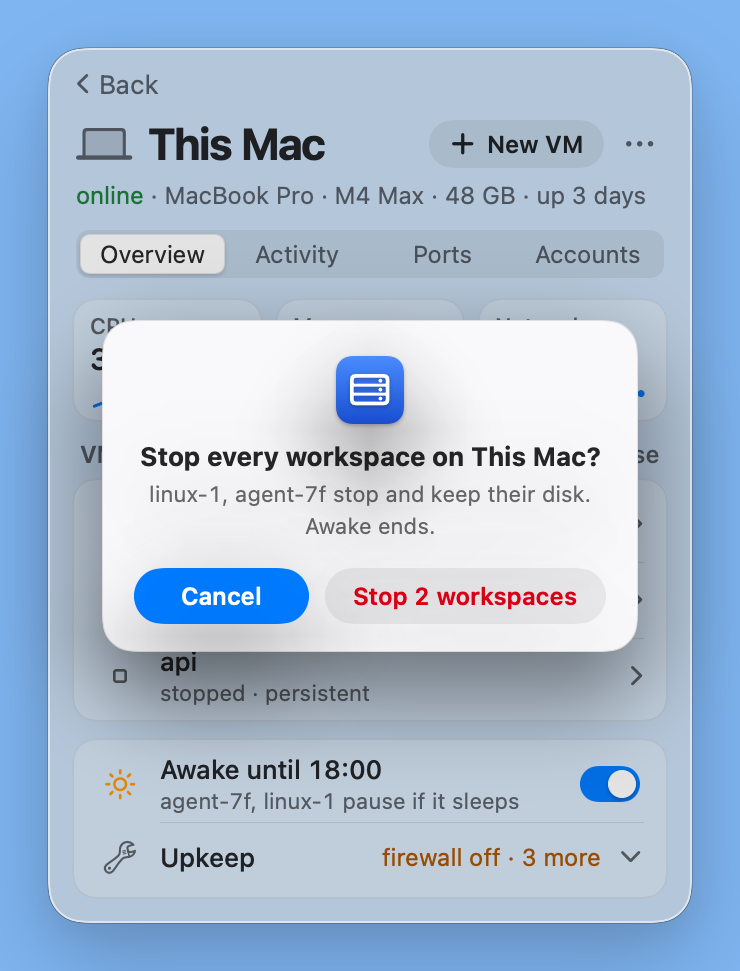 Back
This Mac
New VM
online · MacBook Pro · M4 Max · 48 GB · up 3 days
Overview
Activity
Ports
Accounts
Stop every workspace on This Mac?
linux-1, agent-7f stop and keep their disk.
Awake ends.
Cancel
Stop 2 workspaces
api
stopped · persistent
Awake until 18:00
agent-7f, linux-1 pause if it sleeps
Upkeep
firewall off · 3 more